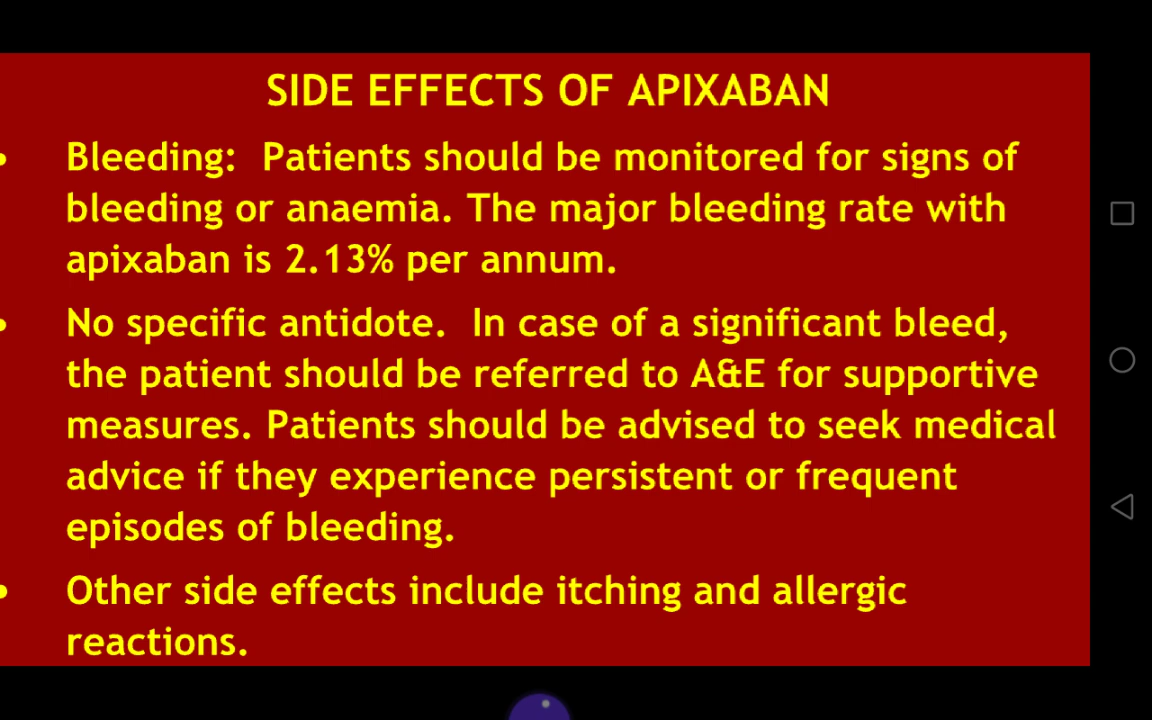 SIDE EFFECTS OF APIXABAN
• Bleeding: Patients should be monitored for signs of
bleeding or anaemia. The major bleeding rate with
apixaban is 2.13% per annum.
• No specific antidote. In case of a significant bleed,
the patient should be referred to A&E for supportive
measures. Patients should be advised to seek medical
advice if they experience persistent or frequent
episodes of bleeding.
• Other side effects include itching and allergic
reactions.